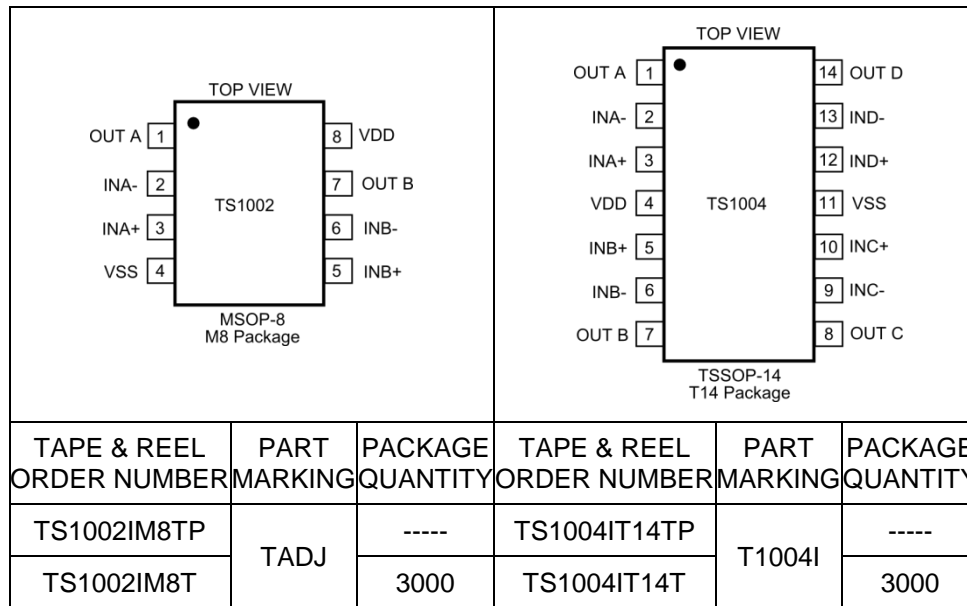 TOP VIEW
OUT A 1
8 VDD
INA- 2
7 OUT B
TS1002
INA+ 3
6 INB-
VSS 4
5 INB+
MSOP-8
M8 Package
TOP VIEW
OUT A 1
14 OUT D
INA- 2
13 IND-
INA+ 3
12 IND+
VDD 4
TS1004
11 VSS
INB+ 5
10 INC+
INB- 6
9 INC-
OUT B 7
8 OUT C
TSSOP-14
T14 Package
TAPE & REEL
ORDER NUMBER
PART
MARKING
PACKAGE
QUANTITY
TAPE & REEL
ORDER NUMBER
PART
MARKING
PACKAGE
QUANTITY
TS1002IM8TP
TADJ
-----
TS1004IT14TP
T1004I
-----
TS1002IM8T
3000
TS1004IT14T
3000